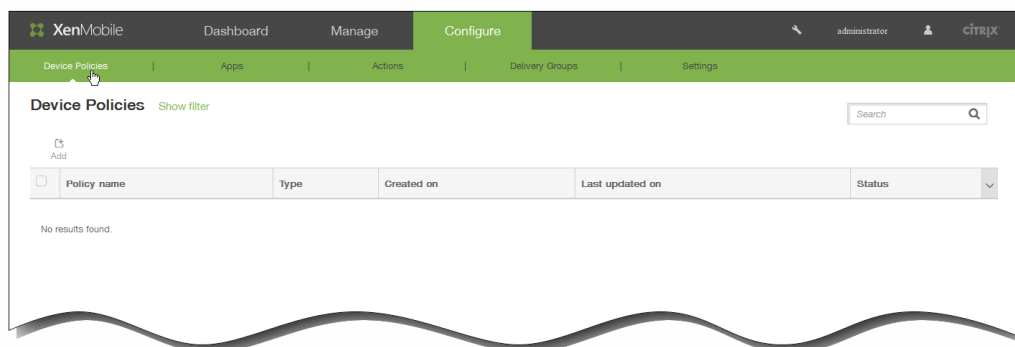 XenMobile Dashboard Manage Configure administrator CITRIX
Device Policies | Apps | Actions | Delivery Groups | Settings
Device Policies Show filter
Search
Add
Policy name Type Created on Last updated on Status
No results found.